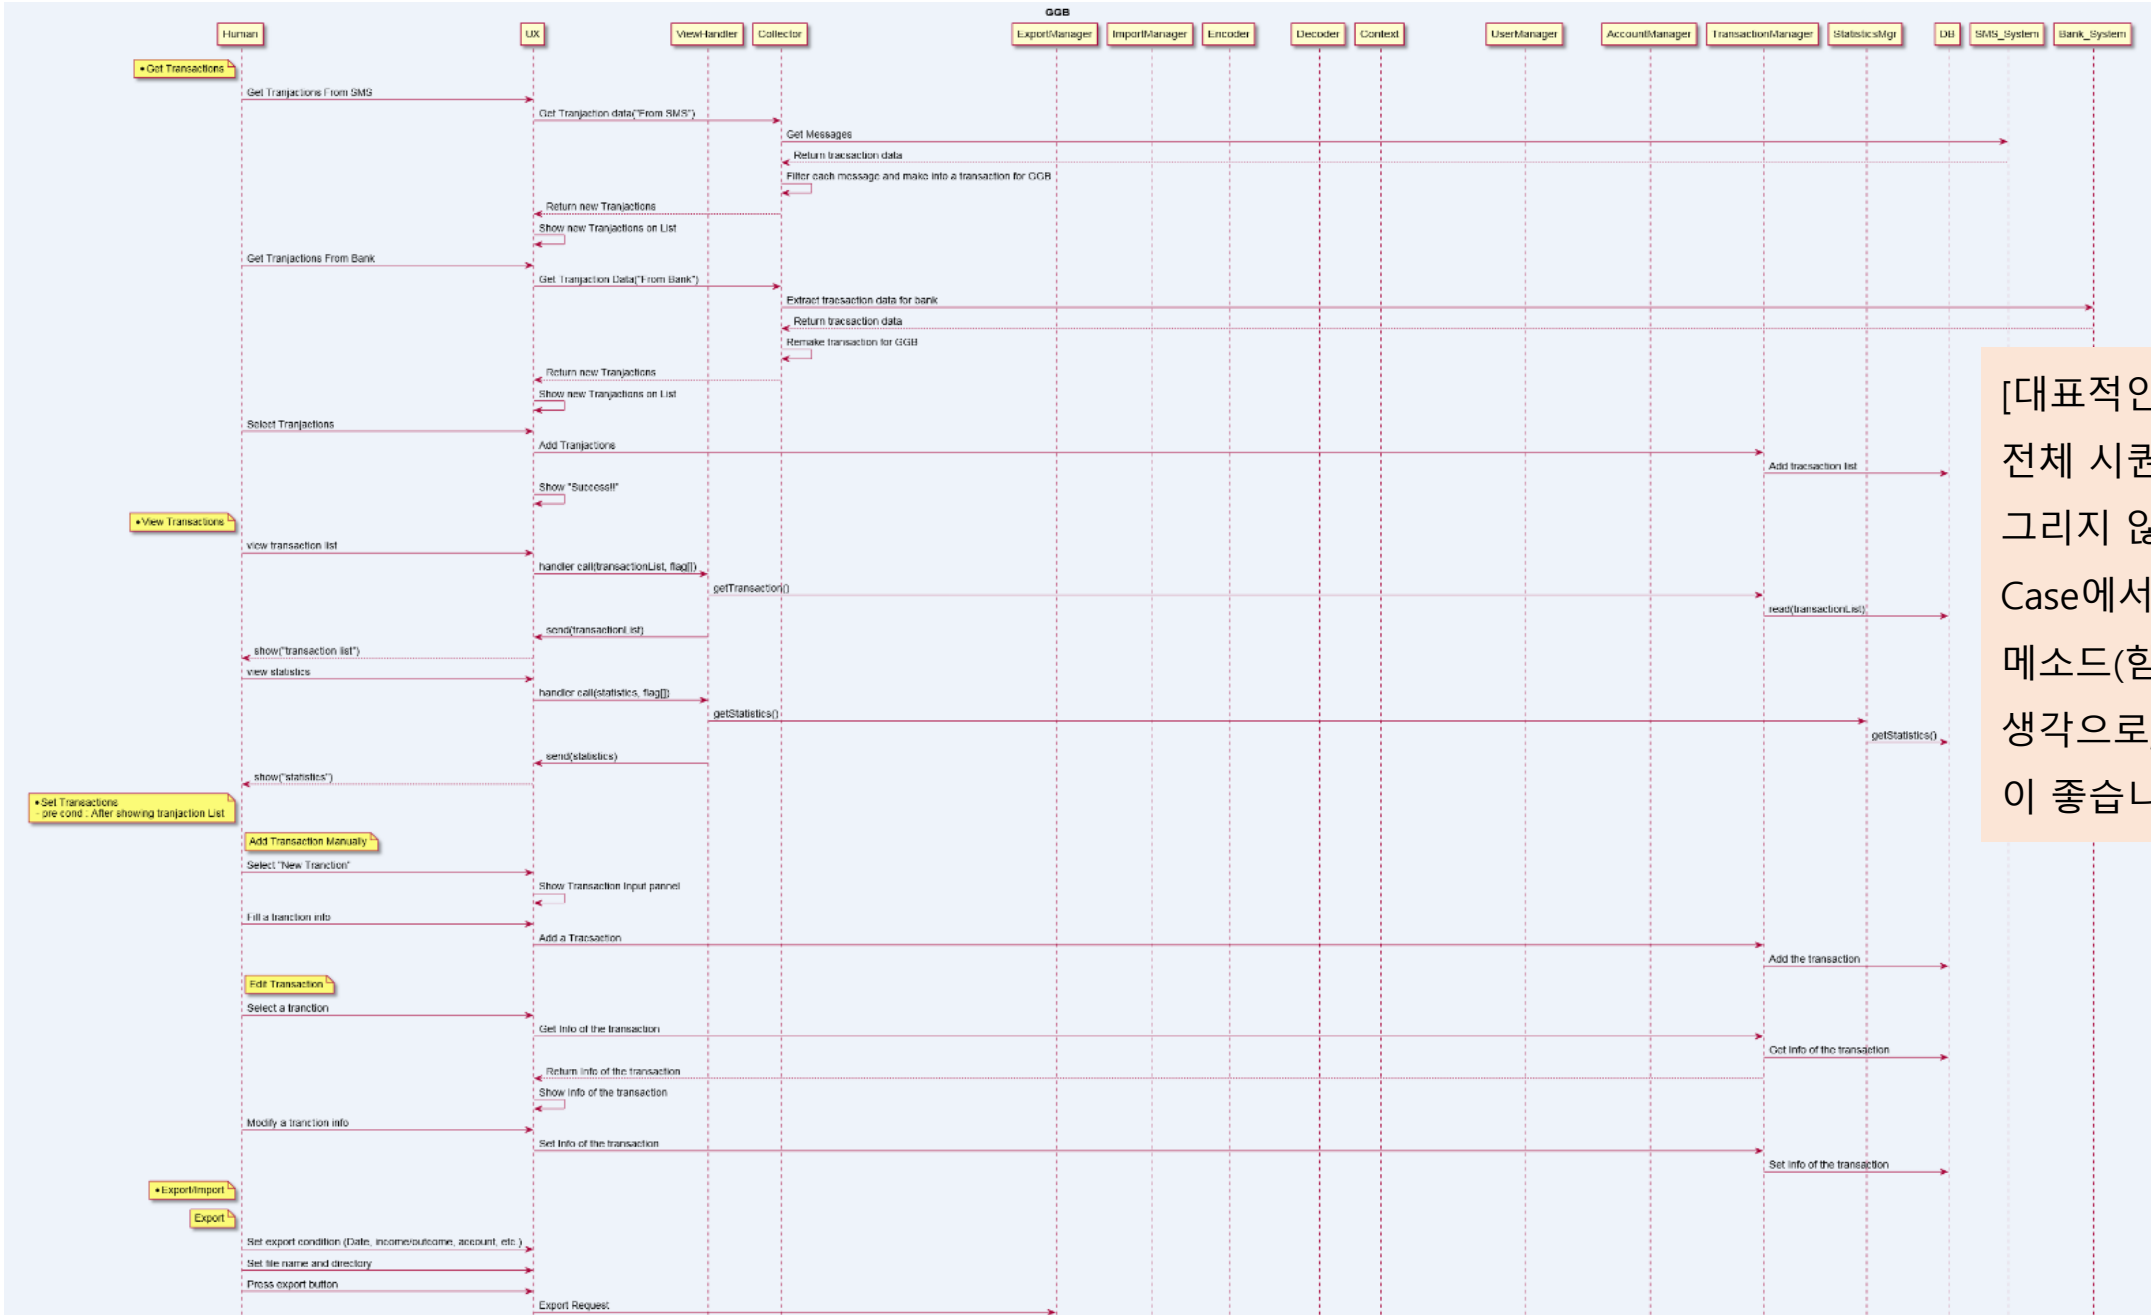 GGB
Human UX ViewHandler Collector ExportManager ImportManager Encoder Decoder Context UserManager AccountManager TransactionManager StatisticsMgr DB SMS_System Bank_System
•Get Transactions
Get Tranjactions From SMS
Get Tranjaction data("From SMS")
Get Messages
Return tracsaction data
Filter each message and make into a transaction for GGB
Return new Tranjactions
Show new Tranjactions on List
Get Tranjactions From Bank
Get Tranjaction Data("From Bank")
Extract tracsaction data for bank
Return tracsaction data
Remake transaction for GGB
Return new Tranjactions
Show new Tranjactions on List
Select Tranjactions
Add Tranjactions
Add tracsaction list
Show "Success!!"
•View Transactions
view transaction list
handler call(transactionList, flag[])
getTransaction()
read(transactionList)
send(transactionList)
show("transaction list")
view statistics
handler call(statistics, flag[])
getStatistics()
getStatistics()
send(statistics)
show("statistics")
•Set Transactions
- pre cond : After showing tranjaction List
Add Transaction Manually
Select "New Tranction"
Show Transaction Input pannel
Fill a tranction info
Add a Tracsaction
Add the transaction
Edit Transaction
Select a tranction
Get Info of the transaction
Get Info of the transaction
Return Info of the transaction
Show info of the transaction
Modify a tranction info
Set Info of the transaction
Set Info of the transaction
•Export/Import
Export
Set export condition (Date, income/outcome, account, etc.)
Set file name and directory
Press export button
Export Request
[대표적인
전체 시퀀
그리지 않
Case에서
메소드(함
생각으로
이 좋습니